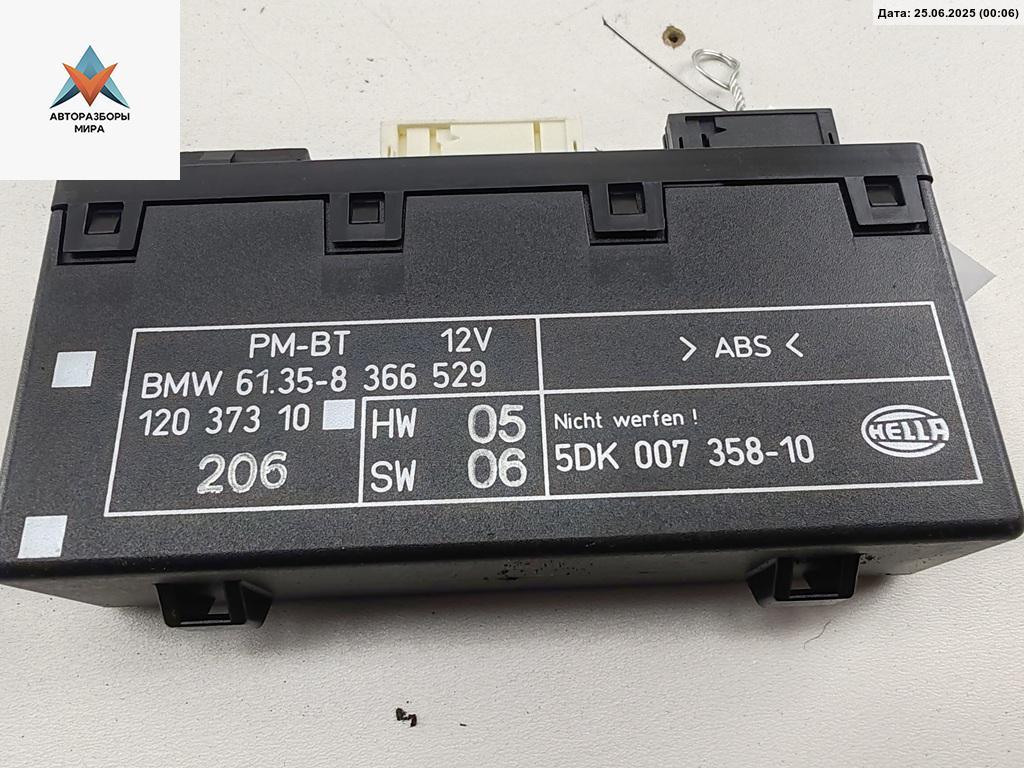 Дата: 25.06.2025 (00:06)
АВТОРАЗБОРЫ
МИРА
PM-BT 12V
BMW 61.35-8 366 529
120 373 10
206
HW 05
SW 06
> ABS <
Nicht werfen !
5DK 007 358-10
HELLA